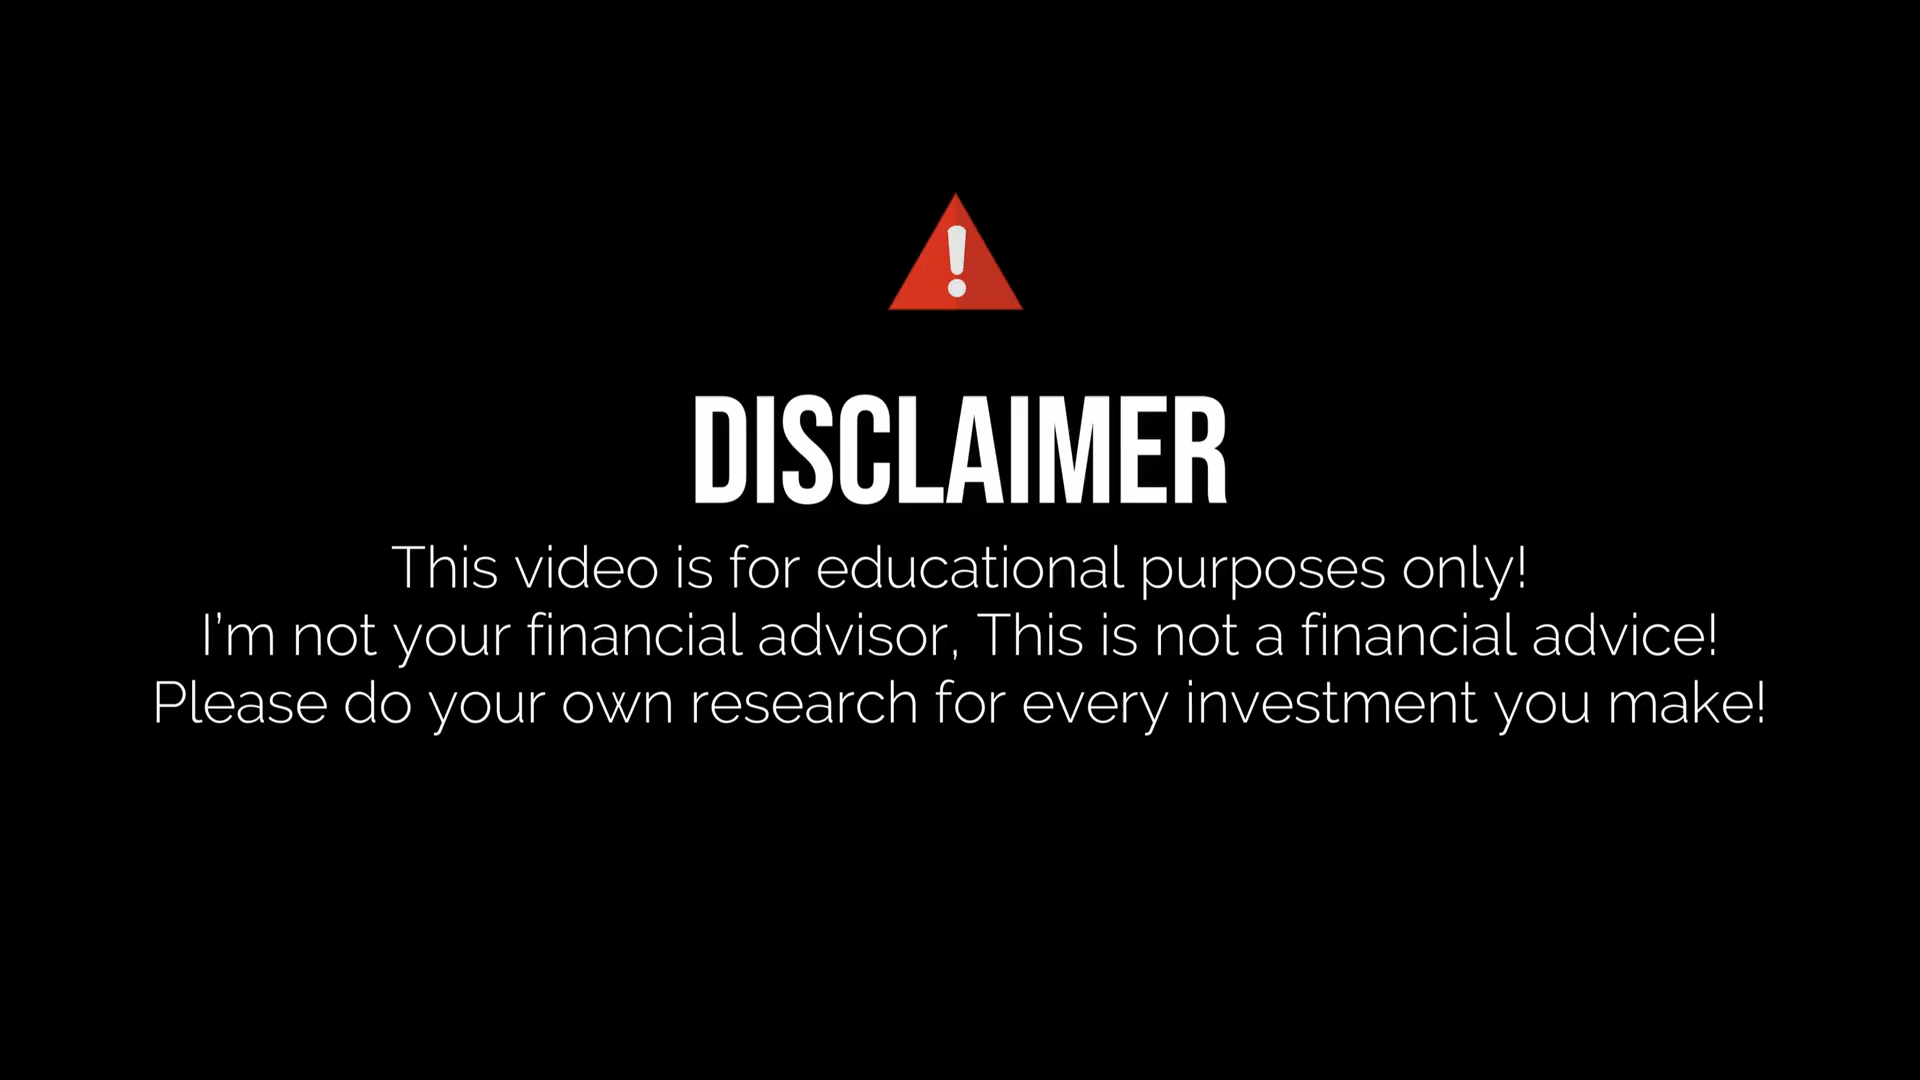 DISCLAIMER
This video is for educational purposes only!
I’m not your financial advisor, This is not a financial advice!
Please do your own research for every investment you make!